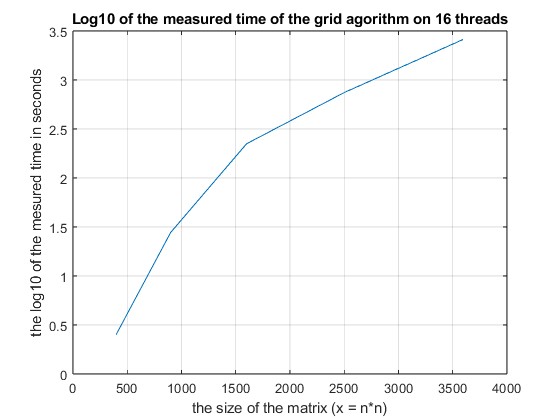 Log10 of the measured time of the grid agorithm on 16 threads
3.5
3
2.5
2
1.5
1
0.5
0
the log10 of the mesured time in seconds
0 500 1000 1500 2000 2500 3000 3500 4000
the size of the matrix (x = n*n)